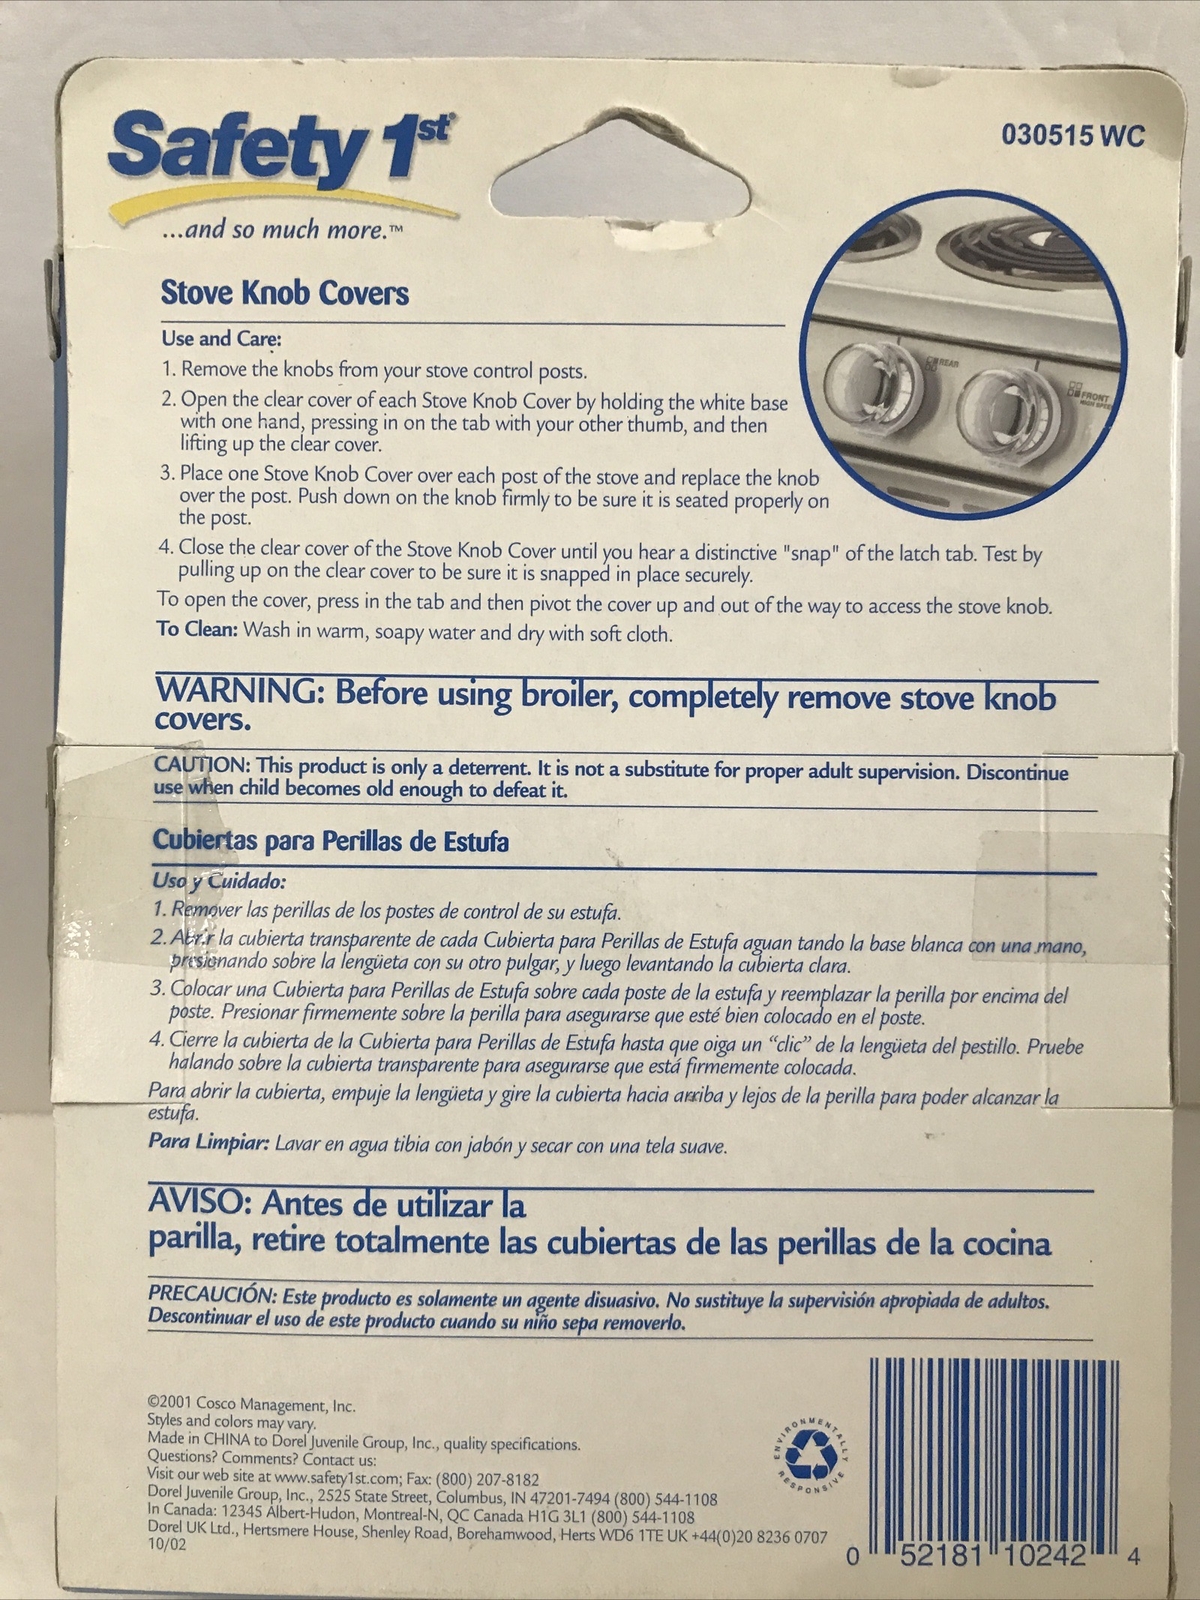 Safety 1st
...and so much more.™
030515 WC
Stove Knob Covers
Use and Care:
1. Remove the knobs from your stove control posts.
2. Open the clear cover of each Stove Knob Cover by holding the white base
with one hand, pressing in on the tab with your other thumb, and then
lifting up the clear cover.
3. Place one Stove Knob Cover over each post of the stove and replace the knob
over the post. Push down on the knob firmly to be sure it is seated properly on
the post.
REAR
FRONT
HIGH SPEED
4. Close the clear cover of the Stove Knob Cover until you hear a distinctive "snap" of the latch tab. Test by
pulling up on the clear cover to be sure it is snapped in place securely.
To open the cover, press in the tab and then pivot the cover up and out of the way to access the stove knob.
To Clean: Wash in warm, soapy water and dry with soft cloth.
WARNING: Before using broiler, completely remove stove knob
covers.
CAUTION: This product is only a deterrent. It is not a substitute for proper adult supervision. Discontinue
use when child becomes old enough to defeat it.
Cubiertas para Perillas de Estufa
Uso y Cuidado:
1. Remover las perillas de los postes de control de su estufa.
2. Abrir la cubierta transparente de cada Cubierta para Perillas de Estufa aguan tando la base blanca con una mano,
presionando sobre la lengüeta con su otro pulgar, y luego levantando la cubierta clara.
3. Colocar una Cubierta para Perillas de Estufa sobre cada poste de la estufa y reemplazar la perilla por encima del
poste. Presionar firmemente sobre la perilla para asegurarse que esté bien colocado en el poste.
4. Cierre la cubierta de la Cubierta para Perillas de Estufa hasta que oiga un “clic” de la lengüeta del pestillo. Pruebe
halando sobre la cubierta transparente para asegurarse que está firmemente colocada.
Para abrir la cubierta, empuje la lengüeta y gire la cubierta hacia arriba y lejos de la perilla para poder alcanzar la
estufa.
Para Limpiar: Lavar en agua tibia con jabón y secar con una tela suave.
AVISO: Antes de utilizar la
parilla, retire totalmente las cubiertas de las perillas de la cocina
PRECAUCIÓN: Este producto es solamente un agente disuasivo. No sustituye la supervisión apropiada de adultos.
Descontinuar el uso de este producto cuando su niño sepa removerlo.
©2001 Cosco Management, Inc.
Styles and colors may vary.
Made in CHINA to Dorel Juvenile Group, Inc., quality specifications.
Questions? Comments? Contact us:
Visit our web site at www.safety1st.com; Fax: (800) 207-8182
Dorel Juvenile Group, Inc., 2525 State Street, Columbus, IN 47201-7494 (800) 544-1108
In Canada: 12345 Albert-Hudon, Montreal-N, QC Canada H1G 3L1 (800) 544-1108
Dorel UK Ltd., Hertsmere House, Shenley Road, Borehamwood, Herts WD6 1TE UK +44(0)20 8236 0707
10/02
ENVIRONMENTALLY RESPONSIVE
0 52181 10242 4